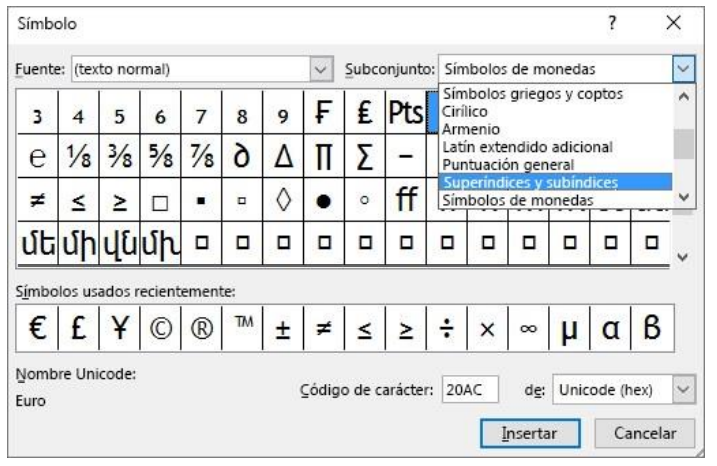 Símbolo ? ×
Fuente: (texto normal) Subconjunto: Símbolos de monedas
Símbolos griegos y coptos
Cirílico
Armenio
Latín extendido adicional
Puntuación general
Superíndices y subíndices
Símbolos de monedas
3 4 5 6 7 8 9 ₣ ₤ Pts
℮ ⅛ ⅜ ⅝ ⅞ ∂ ∆ ∏ ∑ −
≠ ≤ ≥ □ ▪ ▫ ◊ ● ◦ ff
մե մի վն մխ ¤ ¤ ¤ ¤ ¤ ¤ ¤ ¤ ¤ ¤ ¤ ¤
Símbolos usados recientemente:
€ £ ¥ © ® ™ ± ≠ ≤ ≥ ÷ × ∞ µ α β
Nombre Unicode:
Euro
Código de carácter: 20AC de: Unicode (hex)
Insertar Cancelar